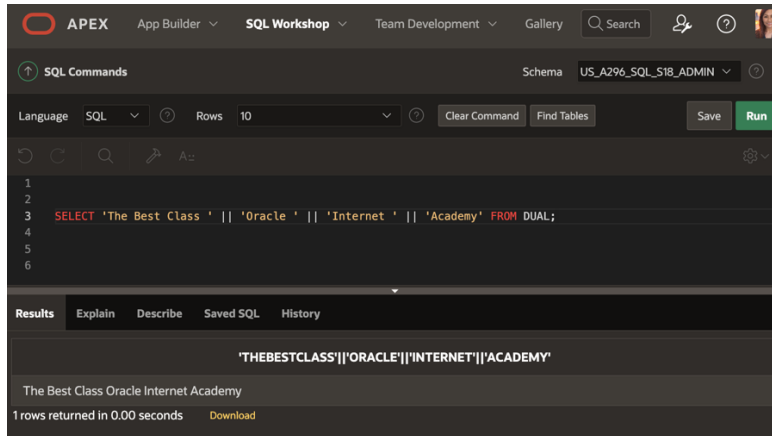 APEX App Builder SQL Workshop Team Development Gallery Search
SQL Commands Schema US_A296_SQL_S18_ADMIN
Language SQL Rows 10 Clear Command Find Tables Save Run
A::
1
2
3 SELECT 'The Best Class ' || 'Oracle ' || 'Internet ' || 'Academy' FROM DUAL;
4
5
6
Results Explain Describe Saved SQL History
'THEBESTCLASS'||'ORACLE'||'INTERNET'||'ACADEMY'
The Best Class Oracle Internet Academy
1 rows returned in 0.00 seconds Download